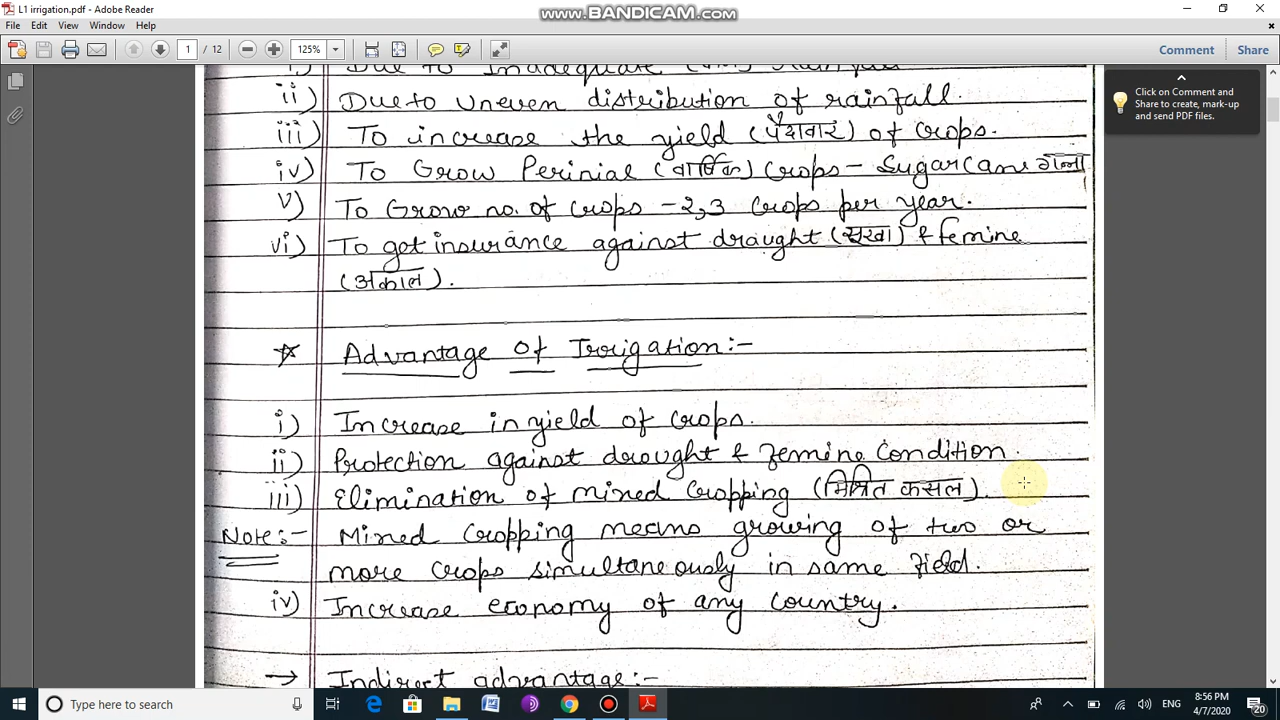 L1 irrigation.pdf - Adobe Reader
www.BANDICAM.com
File Edit View Window Help
1 / 12 125% Comment Share
Click on Comment and
Share to create, mark-up
and send PDF files.
i) Due to Inadequate
ii) Due to Uneven distribution of rainfall.
iii) To increase the yield (पैदावार) of crops.
iv) To Grow Perinial (वार्षिक) Crops - Sugarcane गन्ना
v) To Grow no. of crops - 2,3 crops per year.
vi) To get insurance against draught (सूखा) & femine
(अकाल).
☆ Advantage Of Irrigation:-
i) Increase in yield of crops.
ii) Protection against drought & femine Condition.
iii) Elimination of mixed cropping (मिश्रित फसल).
Note:- Mixed cropping means growing of two or
more crops simultaneously in same field.
iv) Increase economy of any country.
→ Indirect advantage:-
Type here to search
ENG
8:56 PM
4/7/2020
20